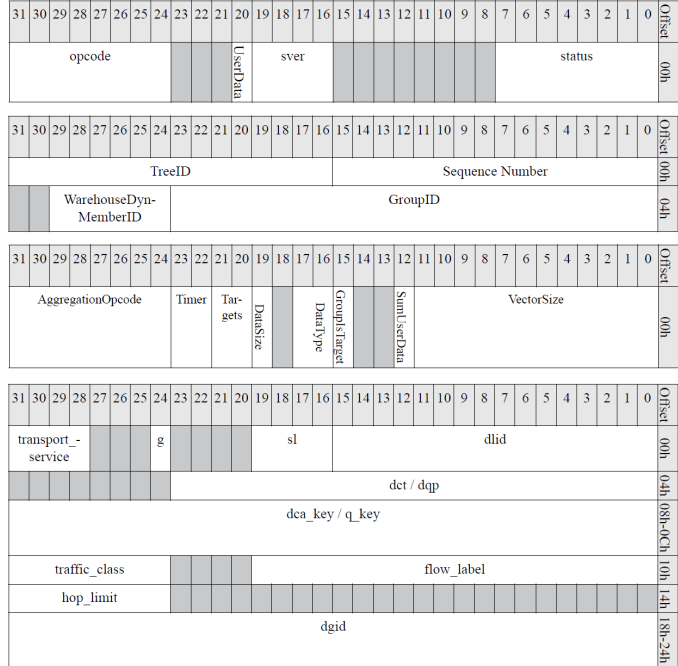 31 30 29 28 27 26 25 24 23 22 21 20 19 18 17 16 15 14 13 12 11 10 9 8 7 6 5 4 3 2 1 0 Offset
opcode UserData sver status 00h
31 30 29 28 27 26 25 24 23 22 21 20 19 18 17 16 15 14 13 12 11 10 9 8 7 6 5 4 3 2 1 0 Offset
TreeID Sequence Number 00h
WarehouseDyn-
MemberID GroupID 04h
31 30 29 28 27 26 25 24 23 22 21 20 19 18 17 16 15 14 13 12 11 10 9 8 7 6 5 4 3 2 1 0 Offset
AggregationOpcode Timer Tar-
gets DataSize DataType GroupIsTarget SumUserData VectorSize 00h
31 30 29 28 27 26 25 24 23 22 21 20 19 18 17 16 15 14 13 12 11 10 9 8 7 6 5 4 3 2 1 0 Offset
transport_-
service g sl dlid 00h
dct / dqp 04h
dca_key / q_key 08h-0Ch
traffic_class flow_label 10h
hop_limit 14h
dgid 18h-24h